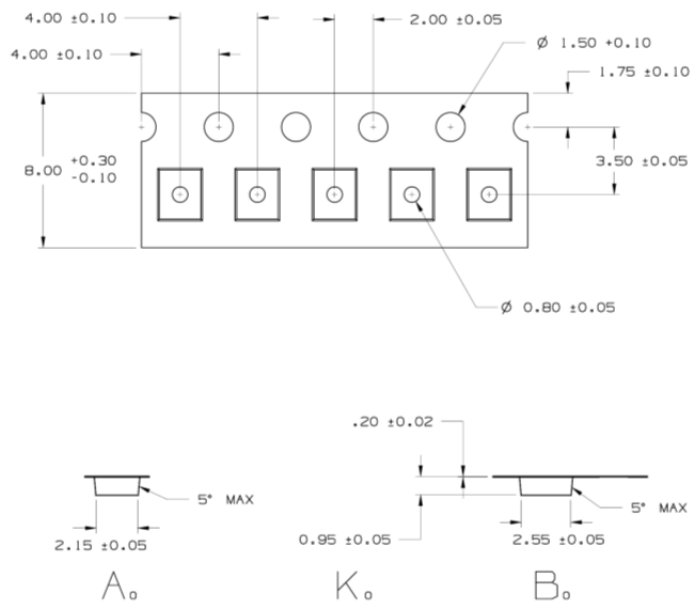 4.00 ±0.10
2.00 ±0.05
4.00 ±0.10
Ø 1.50 +0.10
1.75 ±0.10
8.00 +0.30 -0.10
3.50 ±0.05
Ø 0.80 ±0.05
.20 ±0.02
5° MAX
5° MAX
2.15 ±0.05
0.95 ±0.05
2.55 ±0.05
A₀
K₀
B₀